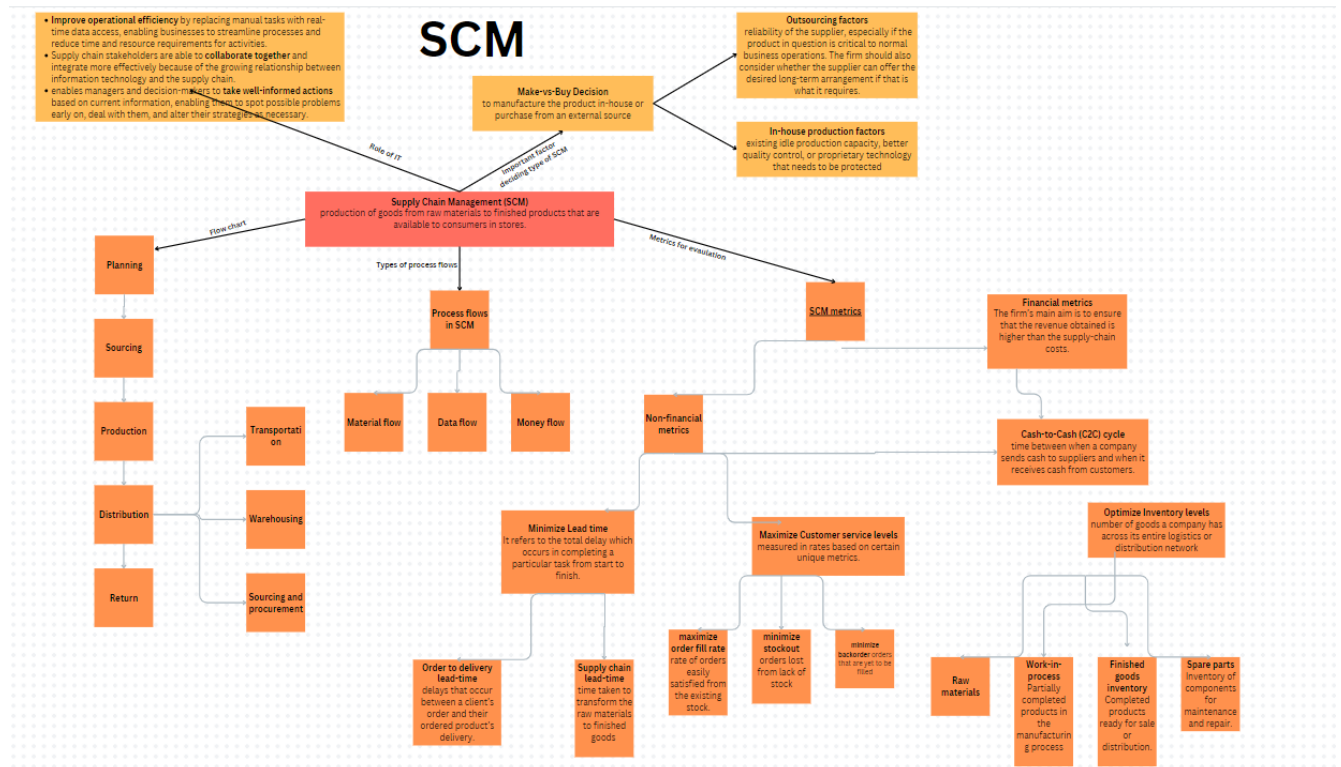 SCM
• Improve operational efficiency by replacing manual tasks with real-
time data access, enabling businesses to streamline processes and
reduce time and resource requirements for activities.
• Supply chain stakeholders are able to collaborate together and
integrate more effectively because of the growing relationship between
information technology and the supply chain.
• enables managers and decision-makers to take well-informed actions
based on current information, enabling them to spot possible problems
early on, deal with them, and alter their strategies as necessary.
Outsourcing factors
reliability of the supplier, especially if the
product in question is critical to normal
business operations. The firm should also
consider whether the supplier can offer the
desired long-term arrangement if that is
what it requires.
Make-vs-Buy Decision
to manufacture the product in-house or
purchase from an external source
In-house production factors
existing idle production capacity, better
quality control, or proprietary technology
that needs to be protected
Role of IT
Important factor
deciding type of SCM
Supply Chain Management (SCM)
production of goods from raw materials to finished products that are
available to consumers in stores.
Flow chart
Types of process flows
Metrics for evaulation
Planning
Sourcing
Production
Distribution
Return
Transportati
on
Warehousing
Sourcing and
procurement
Process flows
in SCM
Material flow
Data flow
Money flow
SCM metrics
Financial metrics
The firm's main aim is to ensure
that the revenue obtained is
higher than the supply-chain
costs.
Non-financial
metrics
Cash-to-Cash (C2C) cycle
time between when a company
sends cash to suppliers and when it
receives cash from customers.
Minimize Lead time
It refers to the total delay which
occurs in completing a
particular task from start to
finish.
Maximize Customer service levels
measured in rates based on certain
unique metrics.
Optimize Inventory levels
number of goods a company has
across its entire logistics or
distribution network
Order to delivery
lead-time
delays that occur
between a client's
order and their
ordered product's
delivery.
Supply chain
lead-time
time taken to
transform the
raw materials to
finished
goods
maximize
order fill rate
rate of orders
easily
satisfied from
the existing
stock.
minimize
stockout
orders lost
from lack of
stock
minimize
backorder orders
that are yet to be
filled
Raw
materials
Work-in-
process
Partially
completed
products in
the
manufacturin
g process
Finished
goods
inventory
Completed
products
ready for sale
or
distribution.
Spare parts
Inventory of
components
for
maintenance
and repair.